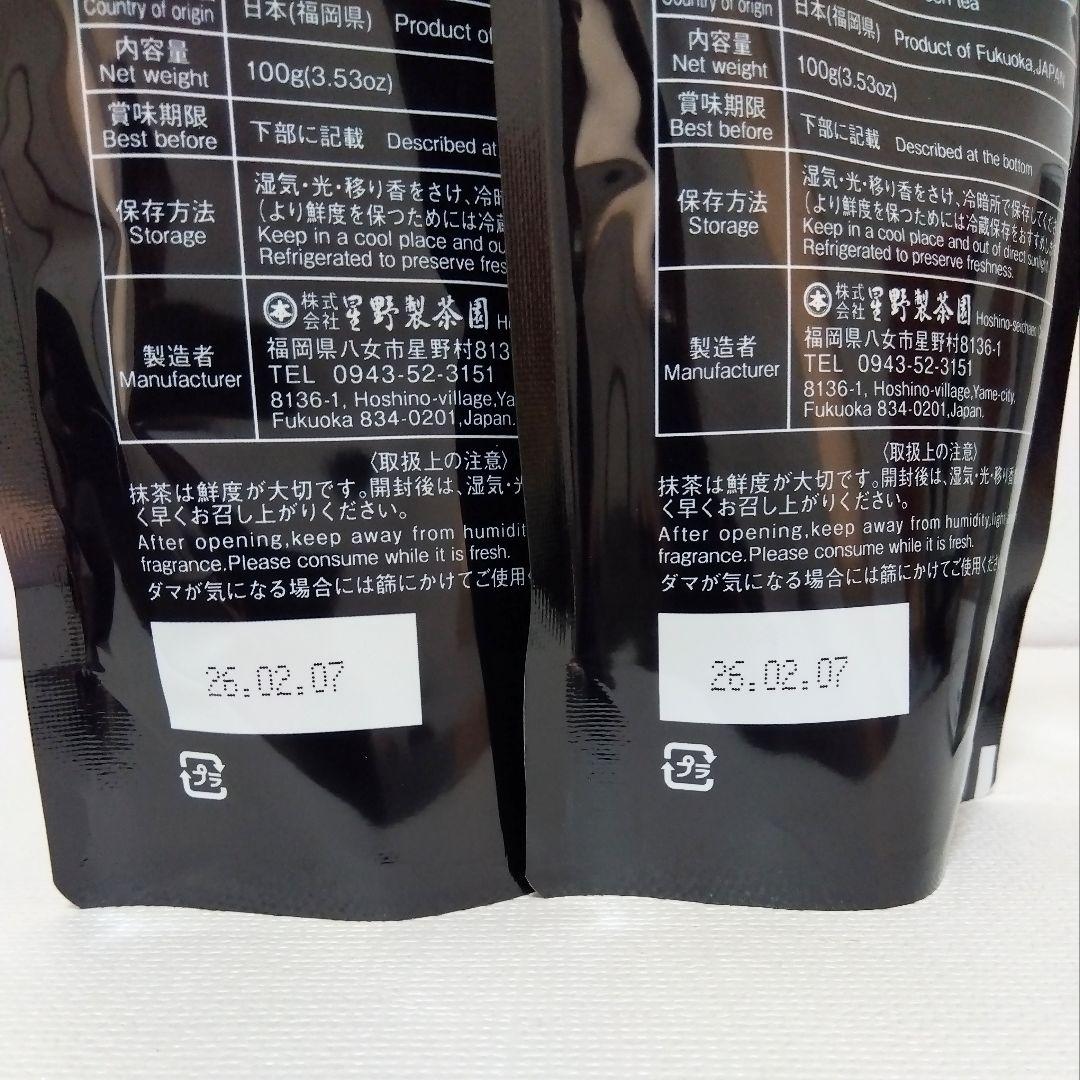 Country of origin
日本(福岡県) Product of
内容量
Net weight
100g(3.53oz)
賞味期限
Best before
下部に記載 Described at
保存方法
Storage
湿気・光・移り香をさけ、冷暗
(より鮮度を保つためには冷蔵
Keep in a cool place and ou
Refrigerated to preserve fres
製造者
Manufacturer
本 株式会社 星野製茶園 H
福岡県八女市星野村813
TEL 0943-52-3151
8136-1, Hoshino-village,Ya
Fukuoka 834-0201,Japan.
〈取扱上の注意〉
抹茶は鮮度が大切です。開封後は、湿気・光
く早くお召し上がりください。
After opening,keep away from humidity
fragrance.Please consume while it is fresh.
ダマが気になる場合には篩にかけてご使用く
26.02.07
プラ
Country of origin
tea
日本(福岡県) Product of Fukuoka,JAPAN
内容量
Net weight
100g(3.53oz)
賞味期限
Best before
下部に記載 Described at the bottom
保存方法
Storage
湿気・光・移り香をさけ、冷暗所で保存してくださ
(より鮮度を保つためには冷蔵保存をおすすめし
Keep in a cool place and out of direct sunlight.
Refrigerated to preserve freshness.
製造者
Manufacturer
本 株式会社 星野製茶園 Hoshino-seichaen,
福岡県八女市星野村8136-1
TEL 0943-52-3151
8136-1, Hoshino-village,Yame-city,
Fukuoka 834-0201,Japan.
〈取扱上の注意〉
抹茶は鮮度が大切です。開封後は、湿気・光・移り香
く早くお召し上がりください。
After opening,keep away from humidity,light
fragrance.Please consume while it is fresh.
ダマが気になる場合には篩にかけてご使用くださ
26.02.07
プラ